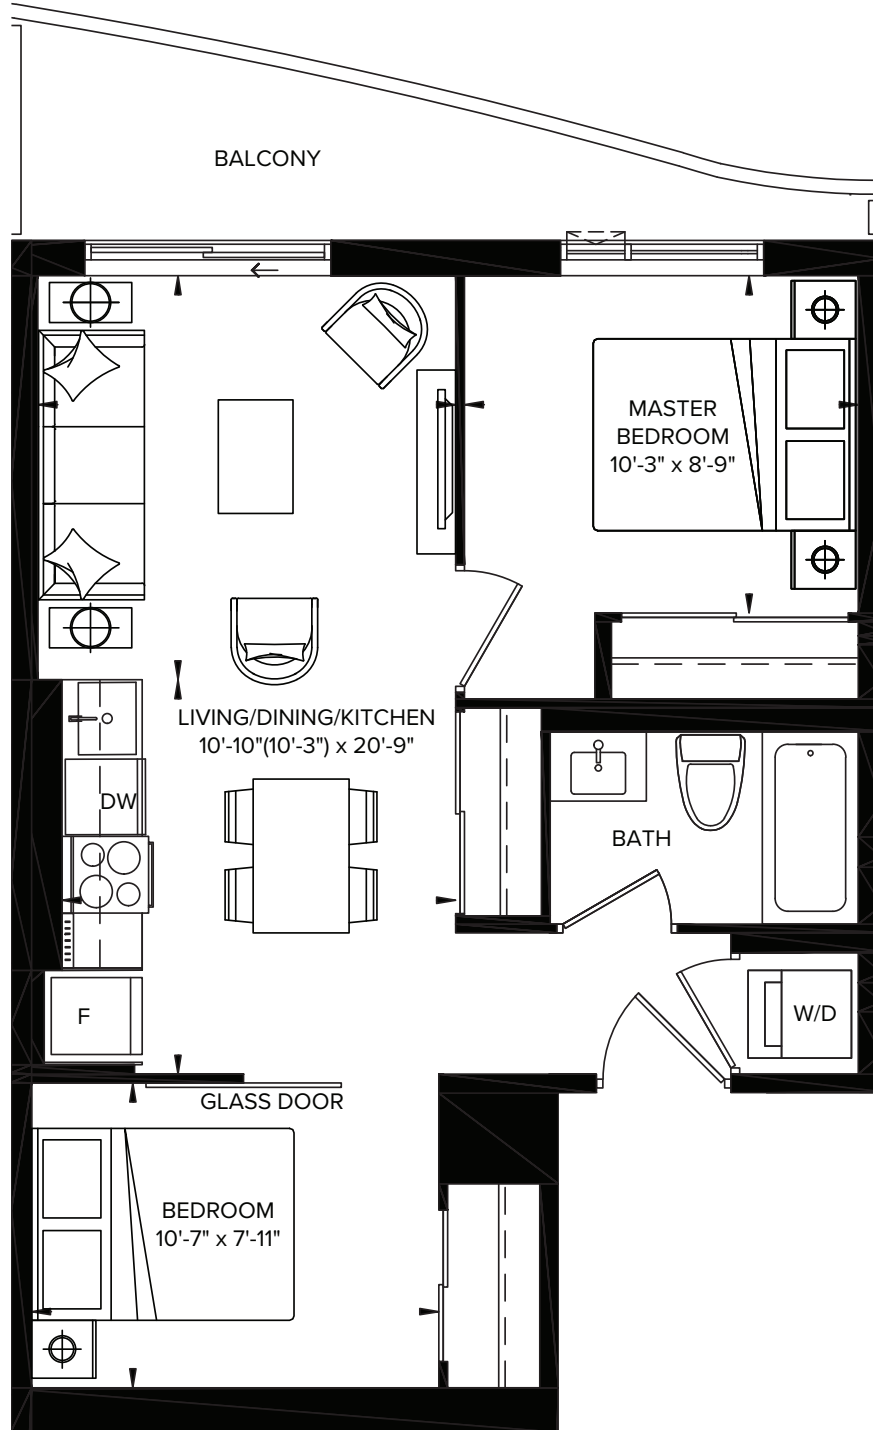 BALCONY
MASTER
BEDROOM
10'-3" x 8'-9"
LIVING/DINING/KITCHEN
10'-10"(10'-3") x 20'-9"
DW
BATH
F
W/D
GLASS DOOR
BEDROOM
10'-7" x 7'-11"